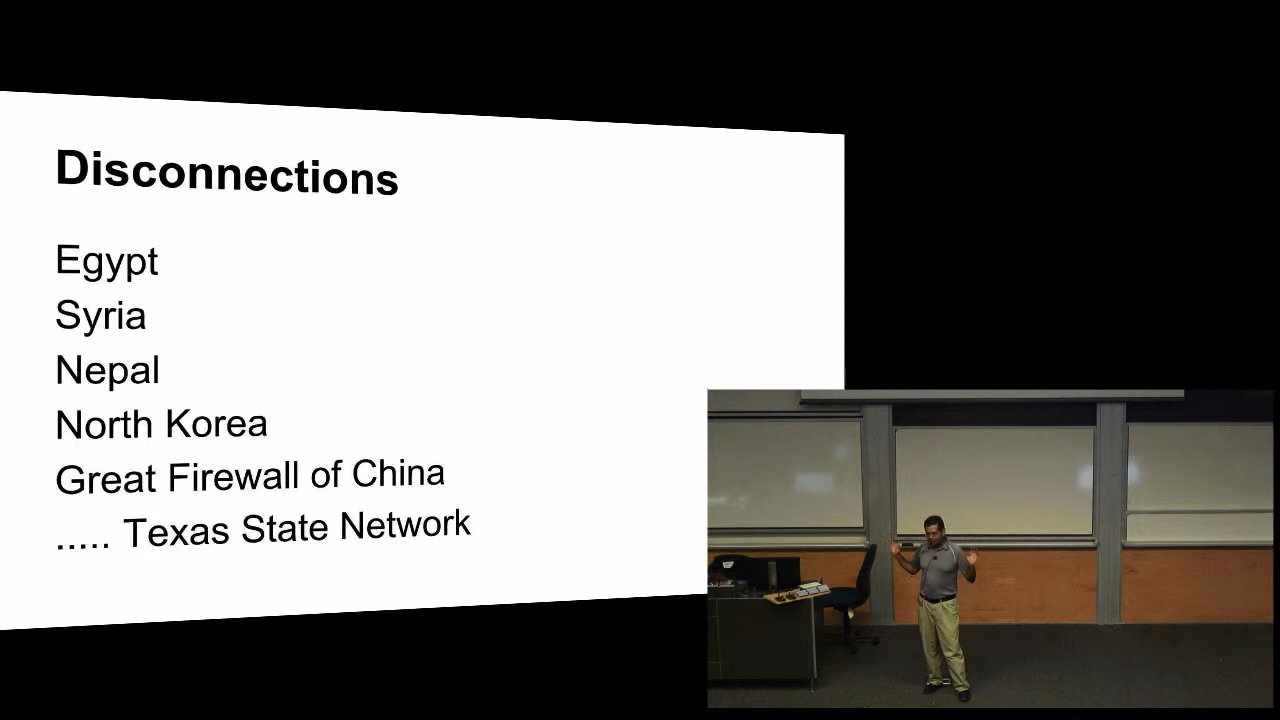 Disconnections
Egypt
Syria
Nepal
North Korea
Great Firewall of China
..... Texas State Network